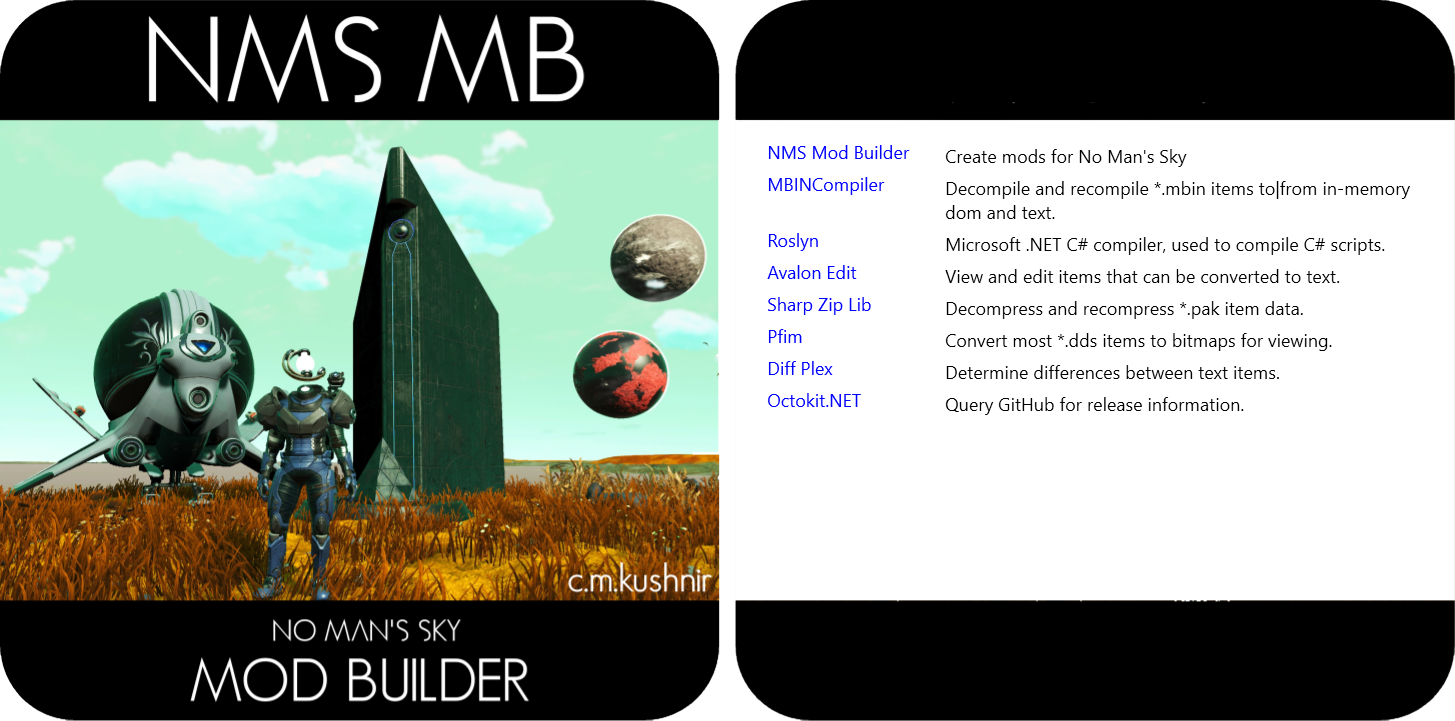 NMS MB
c.m.kushnir
NO MAN'S SKY
MOD BUILDER
NMS Mod Builder Create mods for No Man's Sky
MBINCompiler Decompile and recompile *.mbin items to|from in-memory
dom and text.
Roslyn Microsoft .NET C# compiler, used to compile C# scripts.
Avalon Edit View and edit items that can be converted to text.
Sharp Zip Lib Decompress and recompress *.pak item data.
Pfim Convert most *.dds items to bitmaps for viewing.
Diff Plex Determine differences between text items.
Octokit.NET Query GitHub for release information.